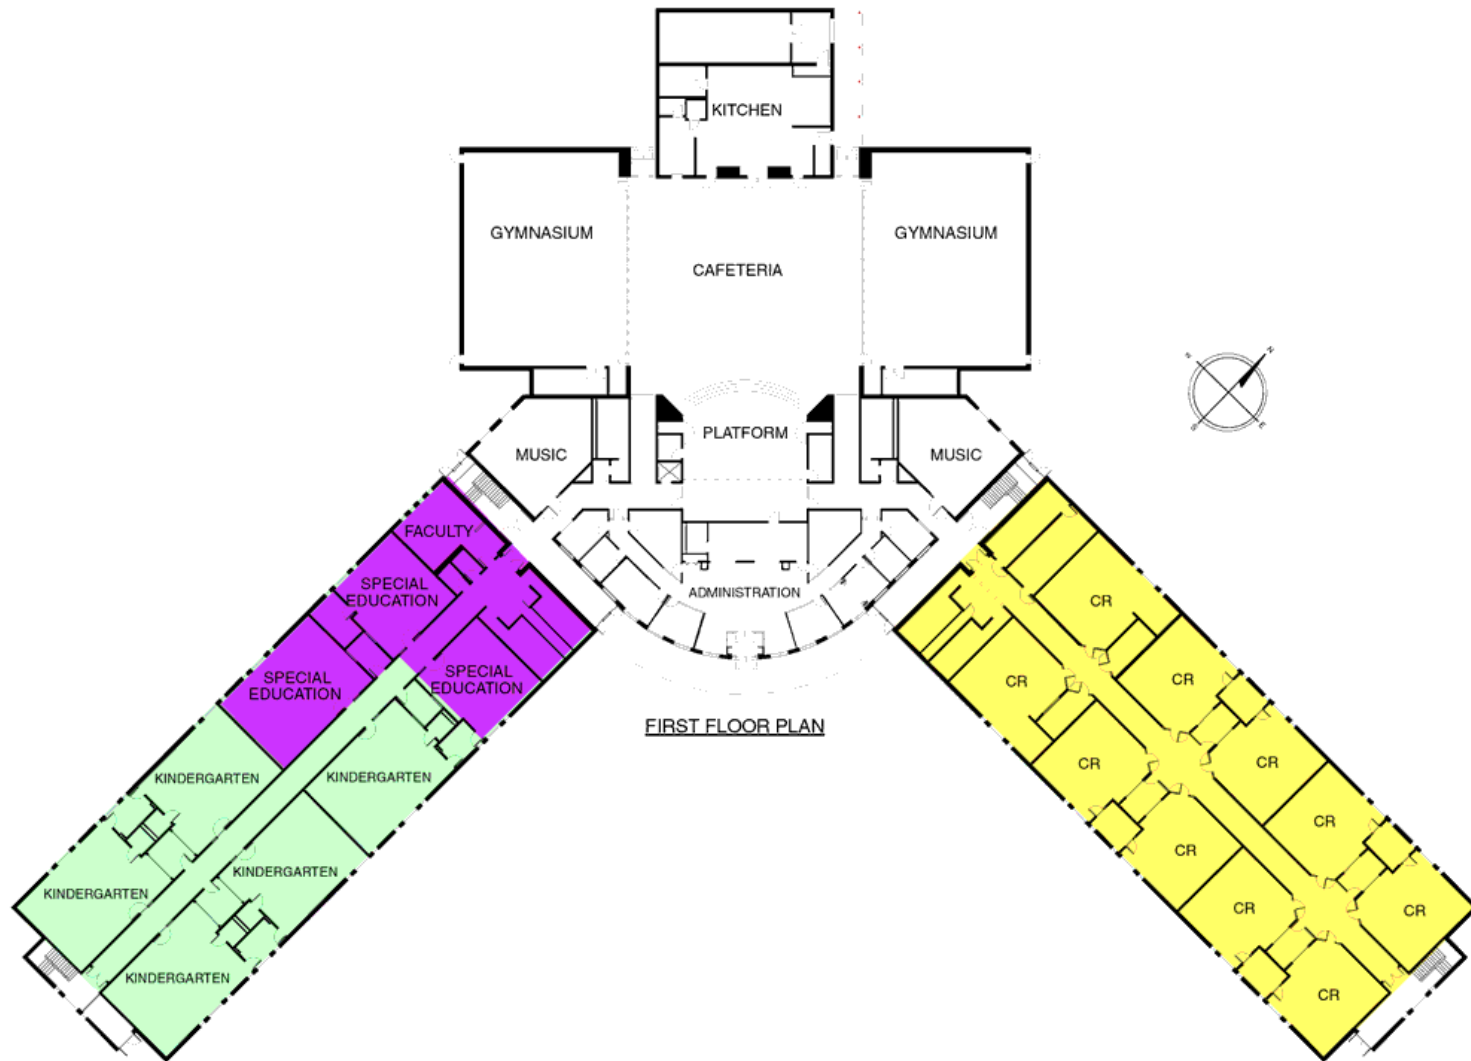 KITCHEN
GYMNASIUM
GYMNASIUM
CAFETERIA
N
E
S
PLATFORM
MUSIC
MUSIC
FACULTY
SPECIAL
EDUCATION
ADMINISTRATION
CR
SPECIAL
EDUCATION
SPECIAL
EDUCATION
CR
CR
FIRST FLOOR PLAN
KINDERGARTEN
KINDERGARTEN
CR
CR
CR
CR
KINDERGARTEN
KINDERGARTEN
CR
CR
KINDERGARTEN
CR